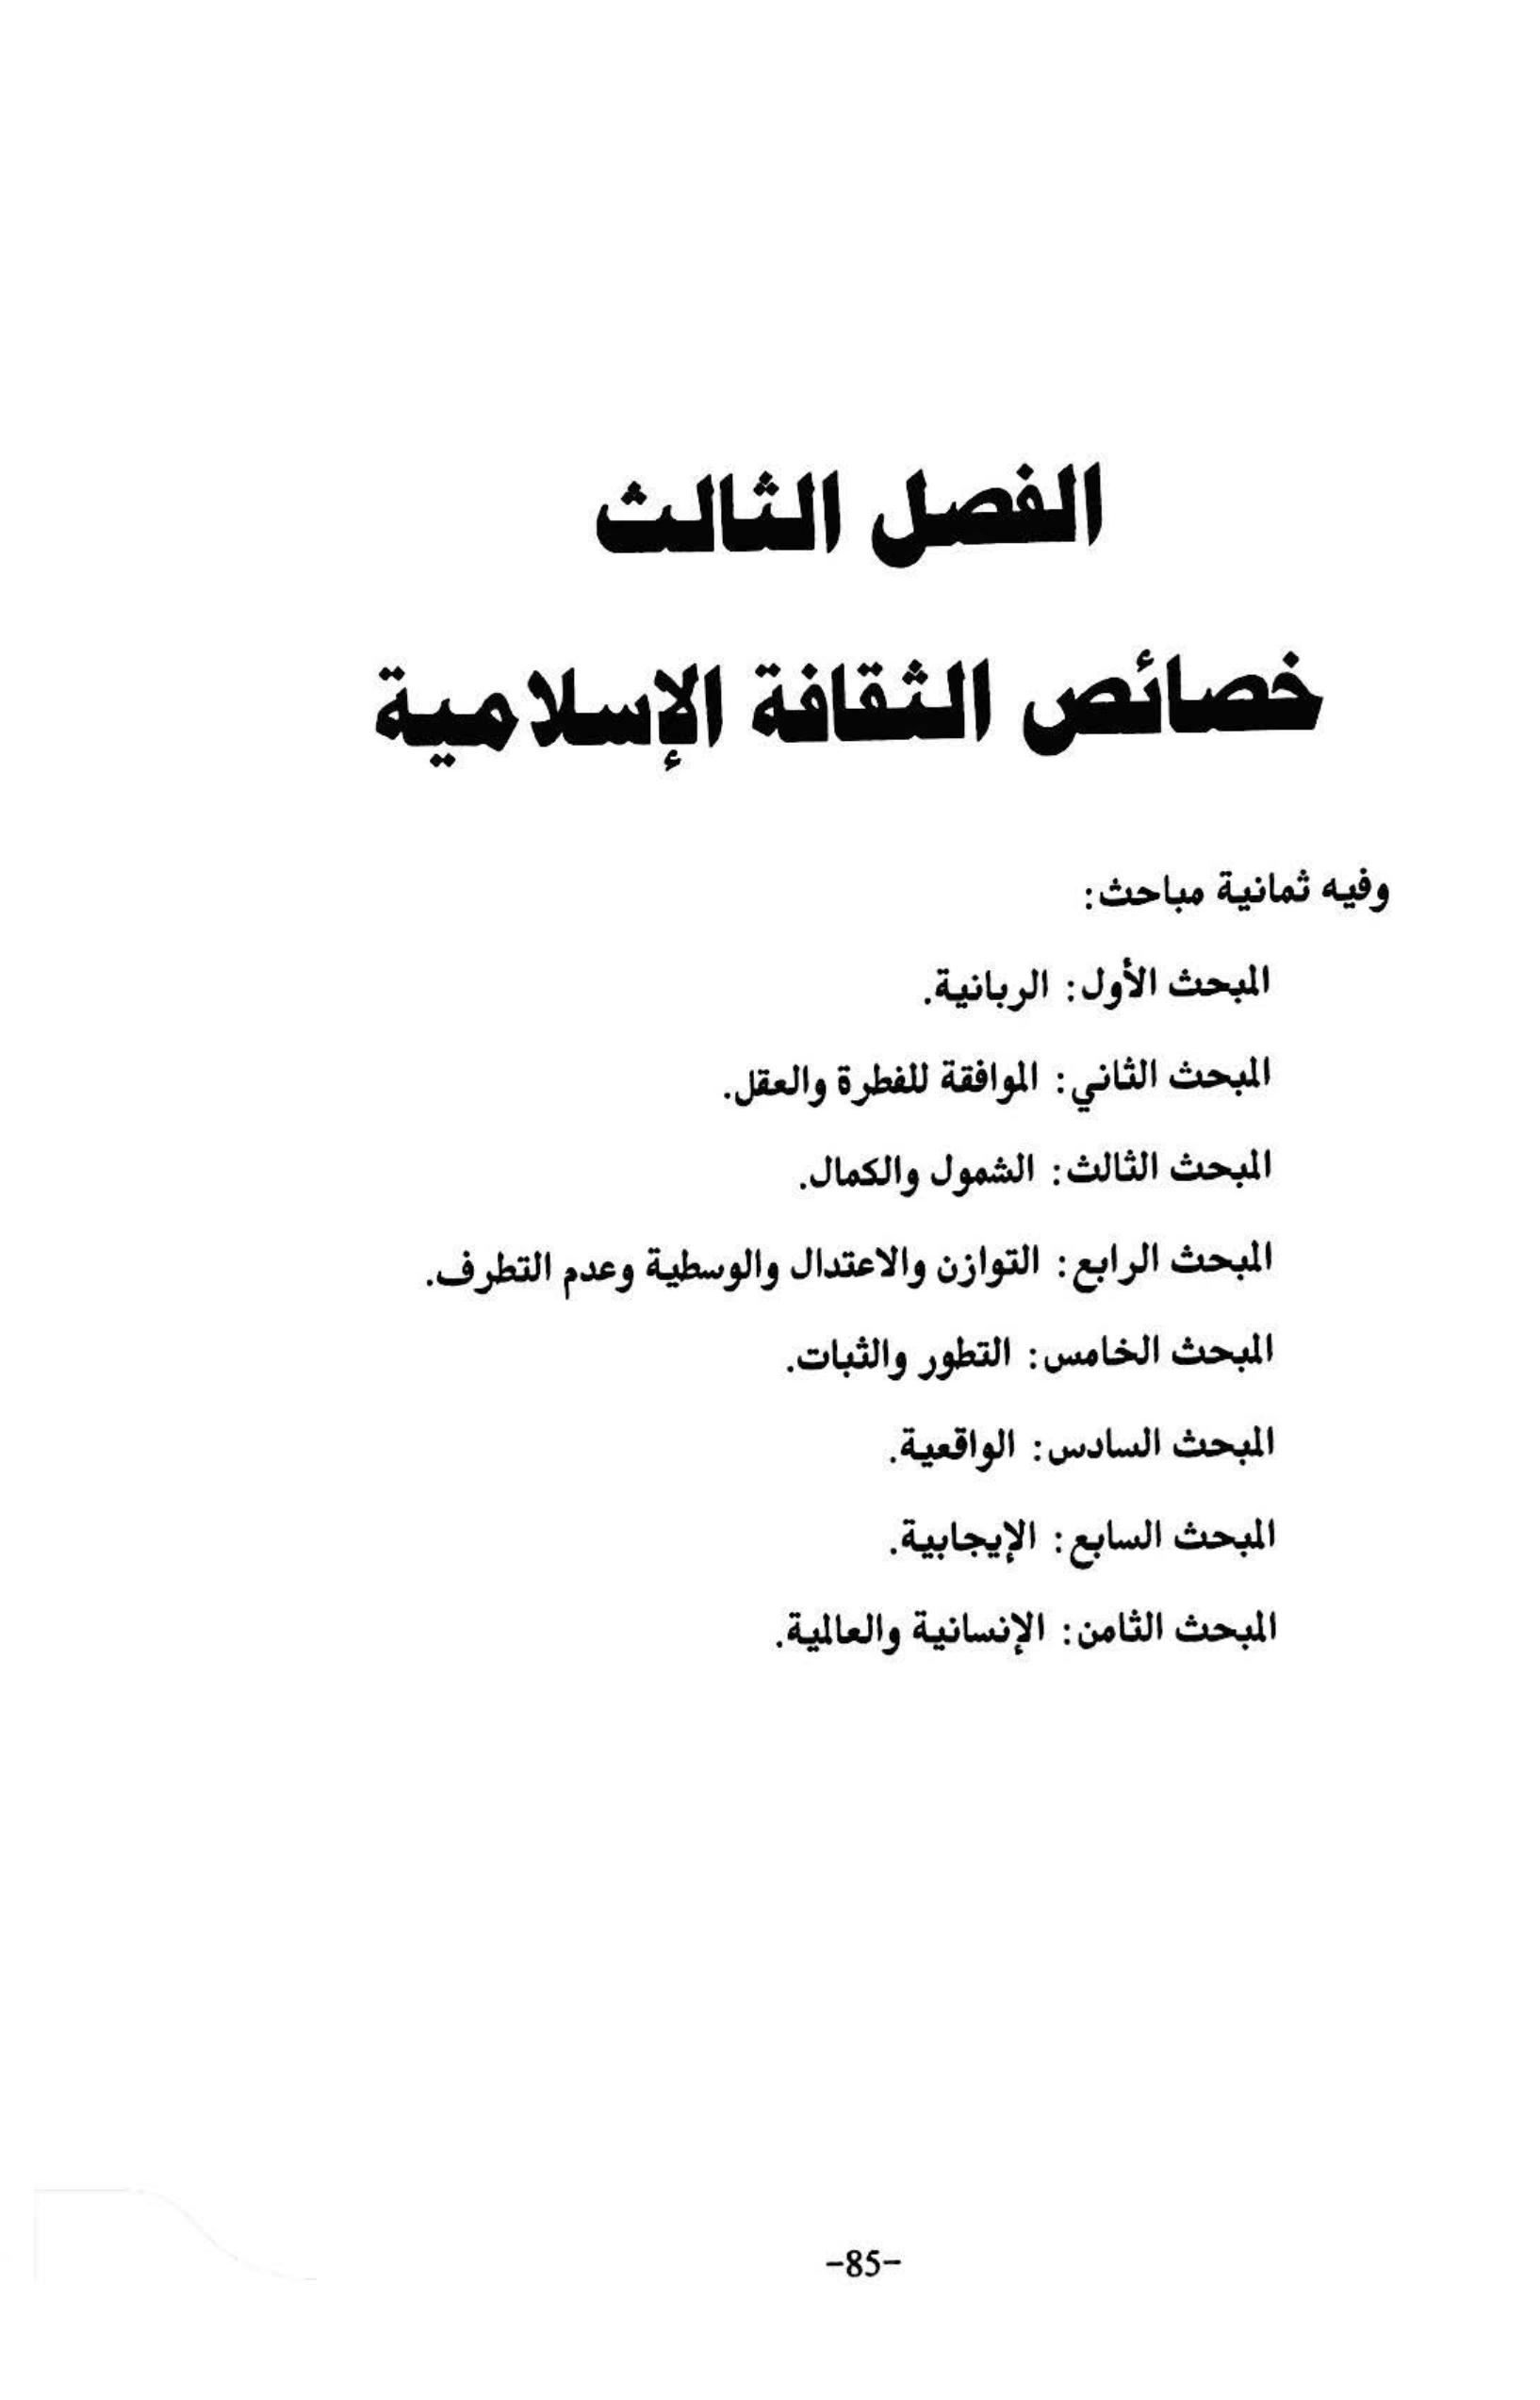 الفصل الثالث
خصائص الثقافة الإسلامية
وفيه ثمانية مباحث:
المبحث الأول: الربانية.
المبحث الثاني: الموافقة للفطرة والعقل.
المبحث الثالث: الشمول والكمال.
المبحث الرابع: التوازن والاعتدال والوسطية وعدم التطرف.
المبحث الخامس: التطور والثبات.
المبحث السادس: الواقعية.
المبحث السابع: الإيجابية.
المبحث الثامن: الإنسانية والعالمية.
-85-